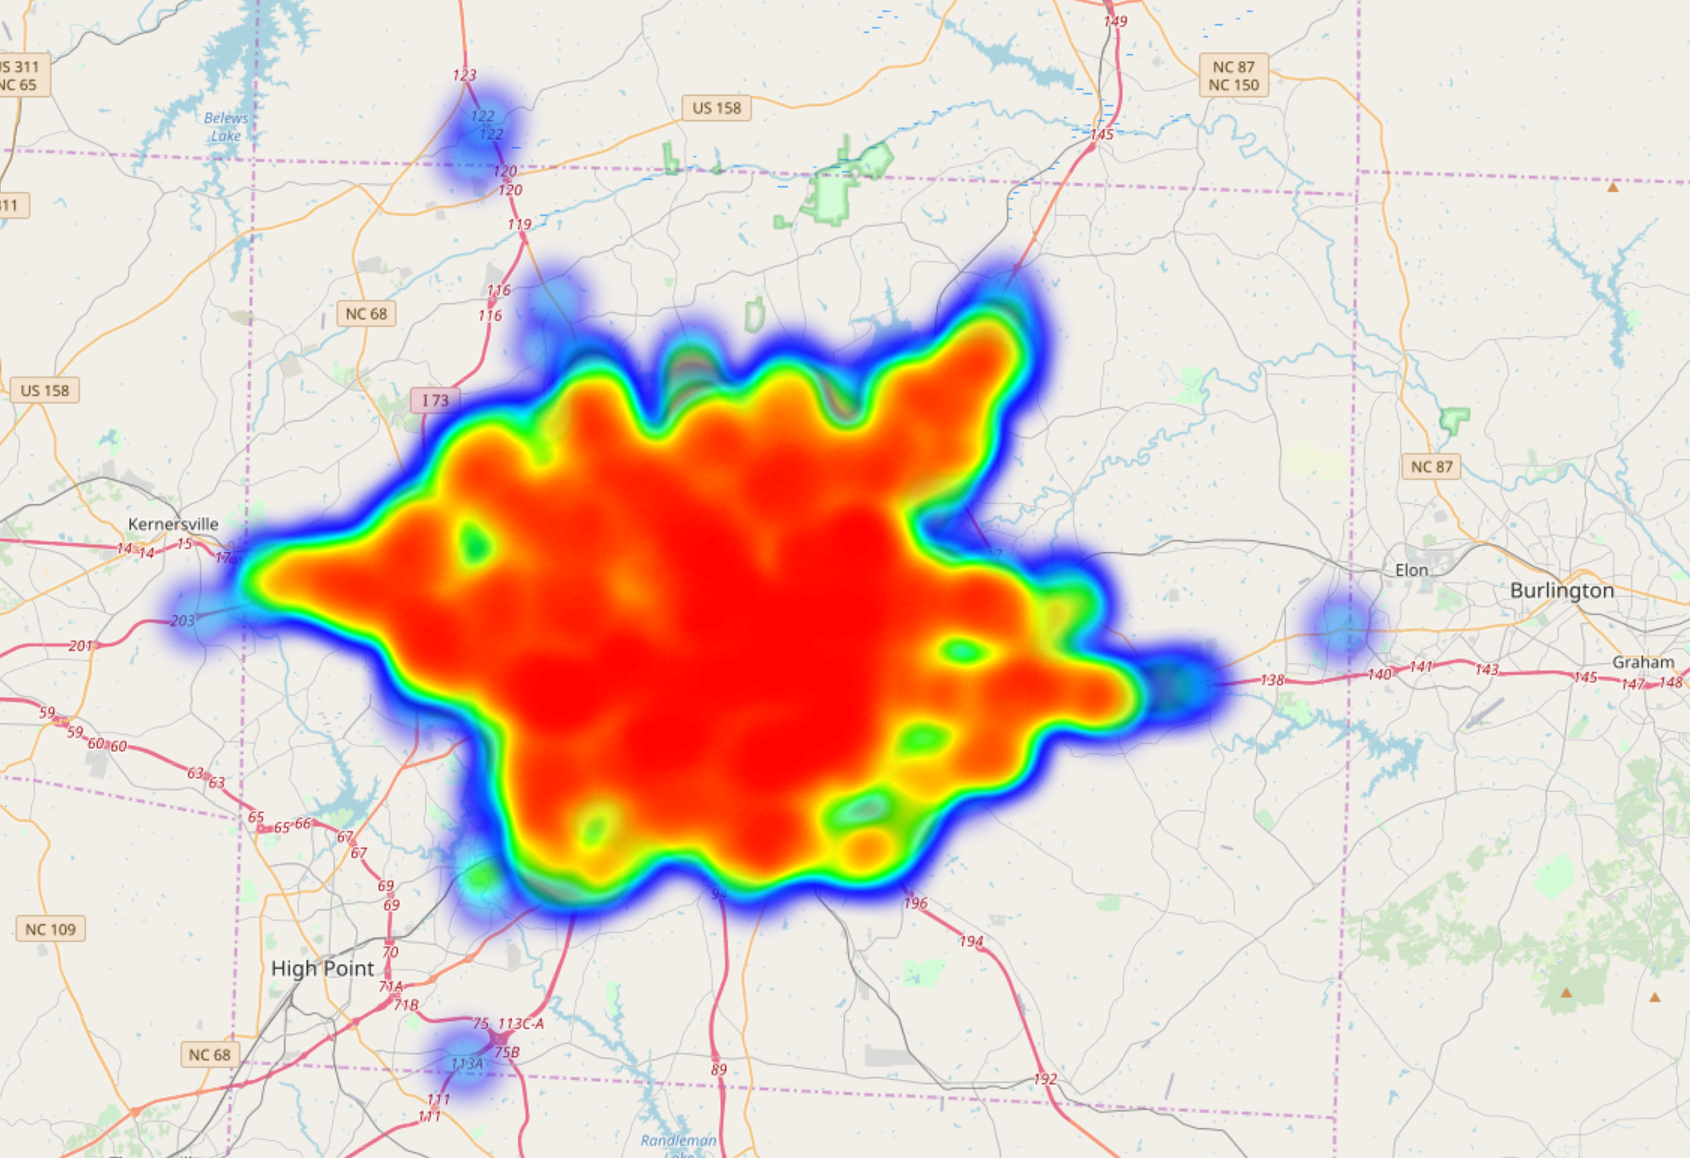 149
US 311
NC 65
123
NC 87
NC 150
US 158
Belews
Lake
122
122
145
120
120
311
119
116
116
NC 68
US 158
I 73
NC 87
Kernersville
14
14
15
17
Elon
Burlington
203
201
Graham
138
140
141
143
145
147
148
59
59
60
60
63
63
65
65
66
67
67
69
69
196
NC 109
194
70
High Point
71A
71B
75
113C-A
75B
NC 68
113A
89
192
111
111
Randleman